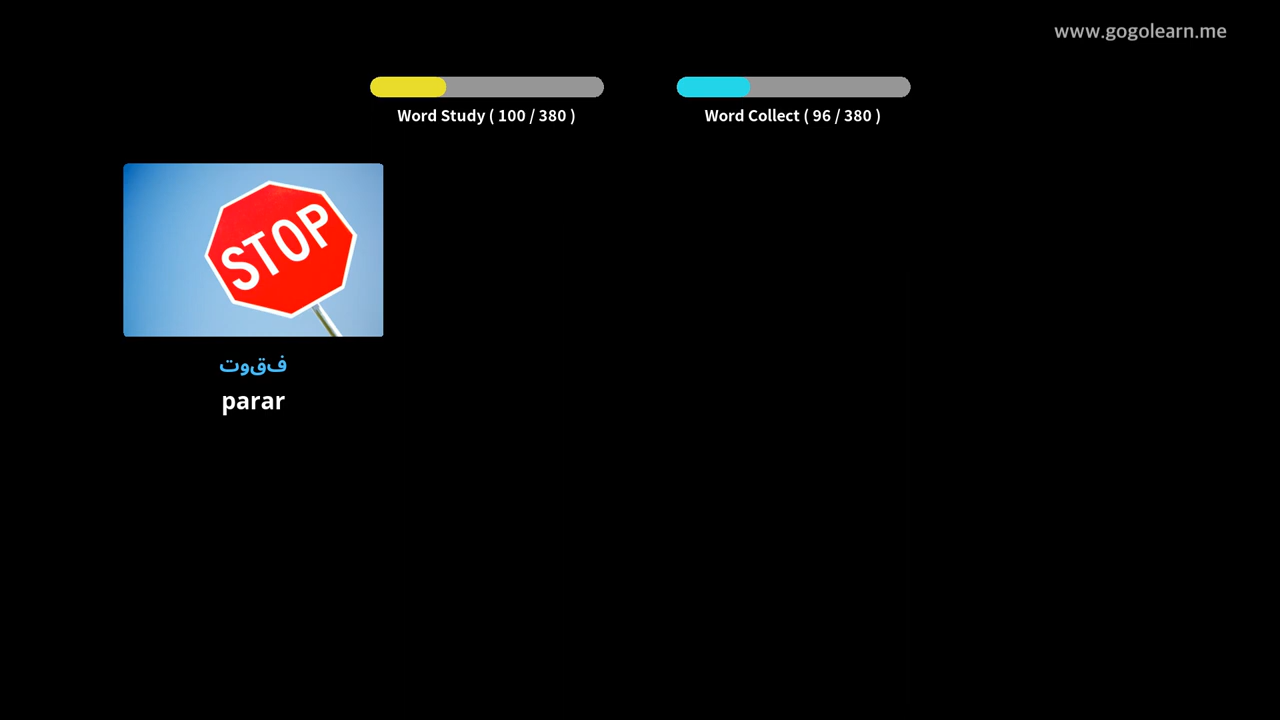 www.gogolearn.me
Word Study ( 100 / 380 )
Word Collect ( 96 / 380 )
STOP
فقوت
parar